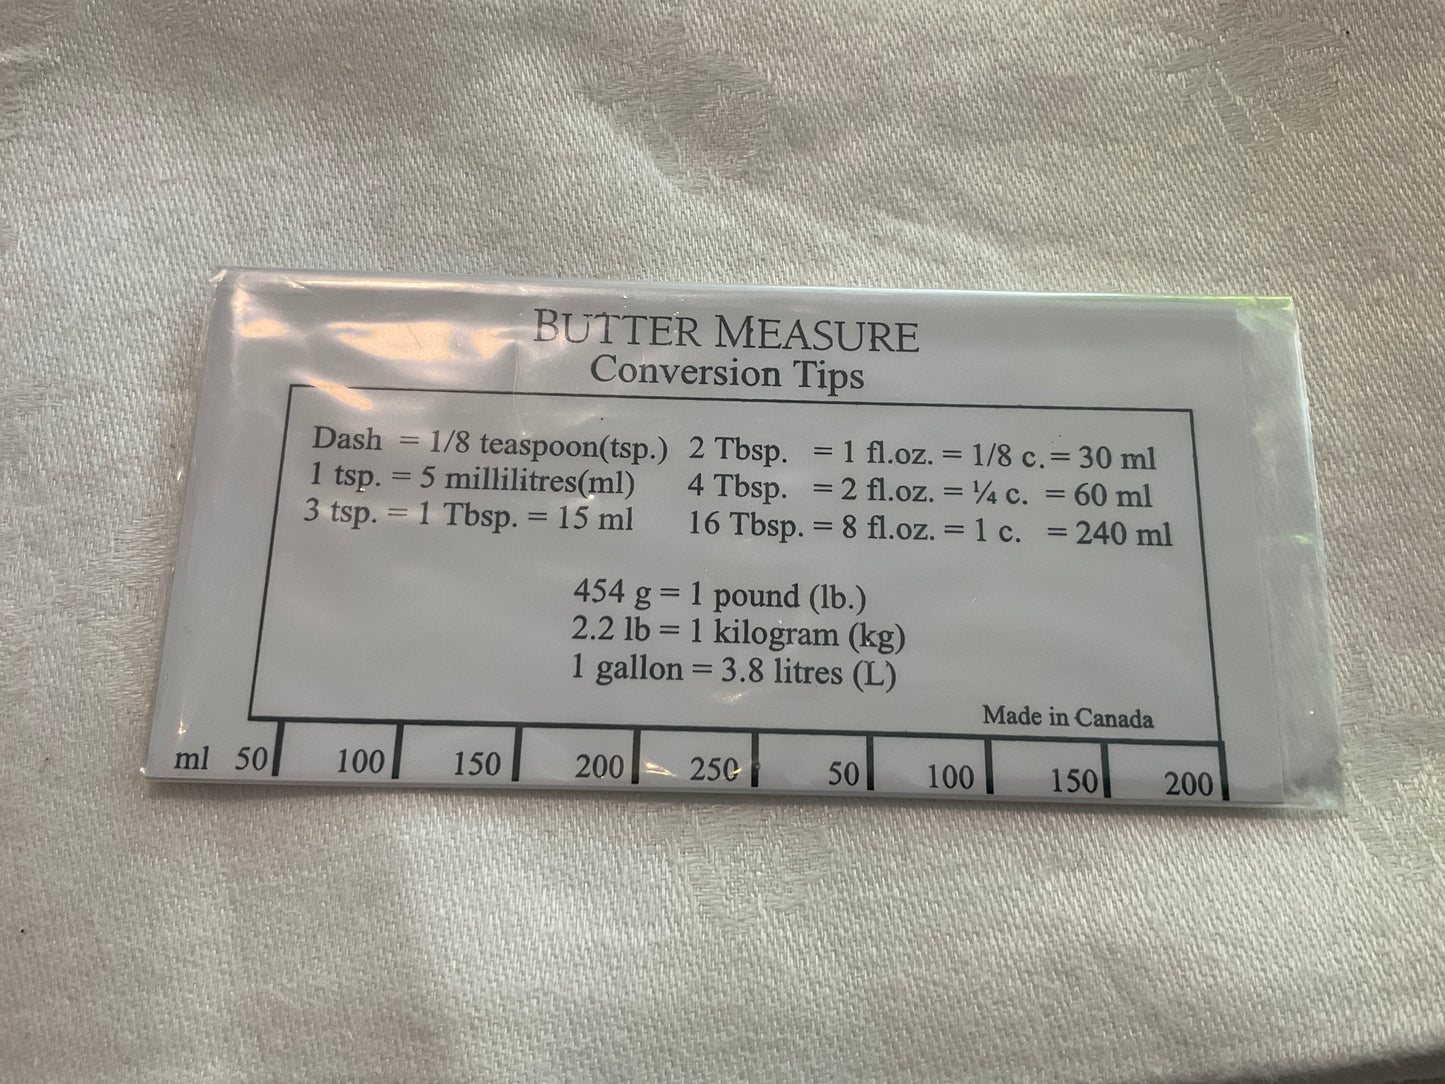 BUTTER MEASURE
Conversion Tips
Dash = 1/8 teaspoon(tsp.) 2 Tbsp. = 1 fl.oz. = 1/8 c. = 30 ml
1 tsp. = 5 millilitres(ml) 4 Tbsp. = 2 fl.oz. = ¼ c. = 60 ml
3 tsp. = 1 Tbsp. = 15 ml 16 Tbsp. = 8 fl.oz. = 1 c. = 240 ml
454 g = 1 pound (lb.)
2.2 lb = 1 kilogram (kg)
1 gallon = 3.8 litres (L)
Made in Canada
ml 50 100 150 200 250 50 100 150 200